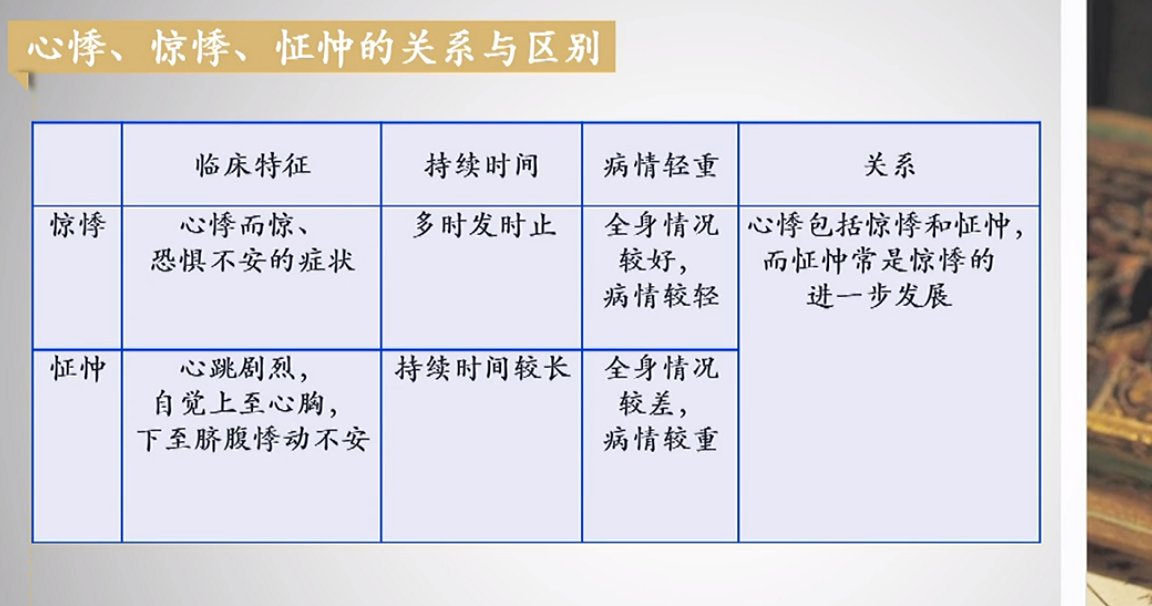 心悸、惊悸、怔忡的关系与区别
临床特征 持续时间 病情轻重 关系
惊悸 心悸而惊、 多时发时止 全身情况 心悸包括惊悸和怔忡，
恐惧不安的症状 较好， 而怔忡常是惊悸的
病情较轻 进一步发展
怔忡 心跳剧烈， 持续时间较长 全身情况
自觉上至心胸， 较差，
下至脐腹悸动不安 病情较重